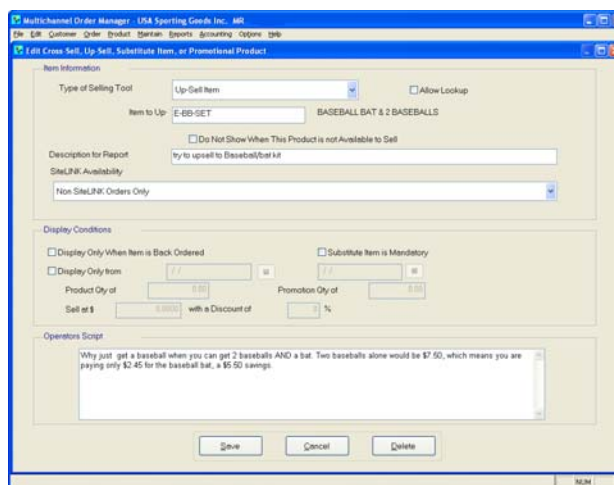 Multichannel Order Manager - USA Sporting Goods Inc. MR
File Edit Customer Order Product Maintain Reports Accounting Options Help
Edit Cross-Sell, Up-Sell, Substitute Item, or Promotional Product
Item Information
Type of Selling Tool Up-Sell Item Allow Lookup
Item to Up- E-BB-SET BASEBALL BAT & 2 BASEBALLS
Do Not Show When This Product is not Available to Sell
Description for Report try to upsell to Baseball/bat kit
SiteLINK Availability
Non SiteLINK Orders Only
Display Conditions
Display Only When Item is Back Ordered Substitute Item is Mandatory
Display Only from / / / /
Product Qty of 0.00 Promotion Qty of 0.00
Sell at $ 0.0000 with a Discount of 0 %
Operators Script
Why just get a baseball when you can get 2 baseballs AND a bat. Two baseballs alone would be $7.50, which means you are
paying only $2.45 for the baseball bat, a $5.50 savings.
Save Cancel Delete
NUM